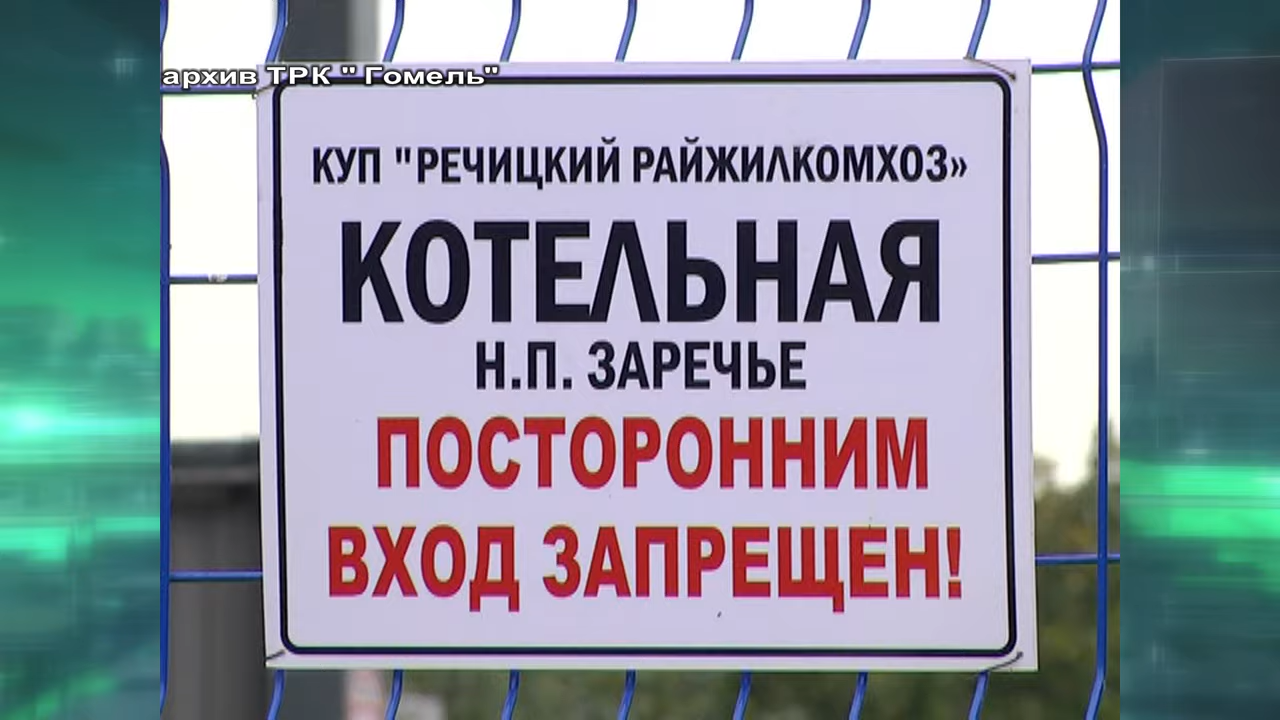 архив ТРК " Гомель"
КУП "РЕЧИЦКИЙ РАЙЖИЛКОМХОЗ»
КОТЕЛЬНАЯ
Н.П. ЗАРЕЧЬЕ
ПОСТОРОННИМ
ВХОД ЗАПРЕЩЕН!